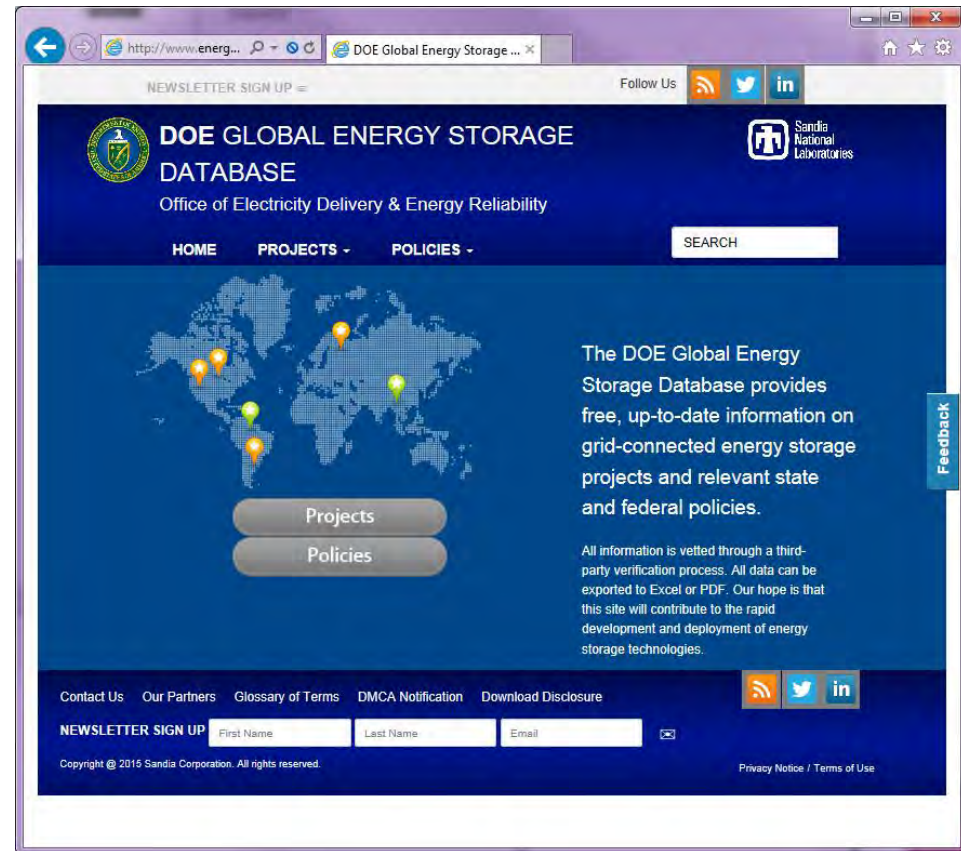 http://www.energ...
DOE Global Energy Storage ...
NEWSLETTER SIGN UP =
Follow Us
in
DOE GLOBAL ENERGY STORAGE
DATABASE
Office of Electricity Delivery & Energy Reliability
Sandia
National
Laboratories
HOME PROJECTS POLICIES
SEARCH
The DOE Global Energy
Storage Database provides
free, up-to-date information on
grid-connected energy storage
projects and relevant state
and federal policies.
Feedback
Projects
Policies
All information is vetted through a third-
party verification process. All data can be
exported to Excel or PDF. Our hope is that
this site will contribute to the rapid
development and deployment of energy
storage technologies.
Contact Us Our Partners Glossary of Terms DMCA Notification Download Disclosure
in
NEWSLETTER SIGN UP First Name Last Name Email
Copyright @ 2015 Sandia Corporation. All rights reserved.
Privacy Notice / Terms of Use